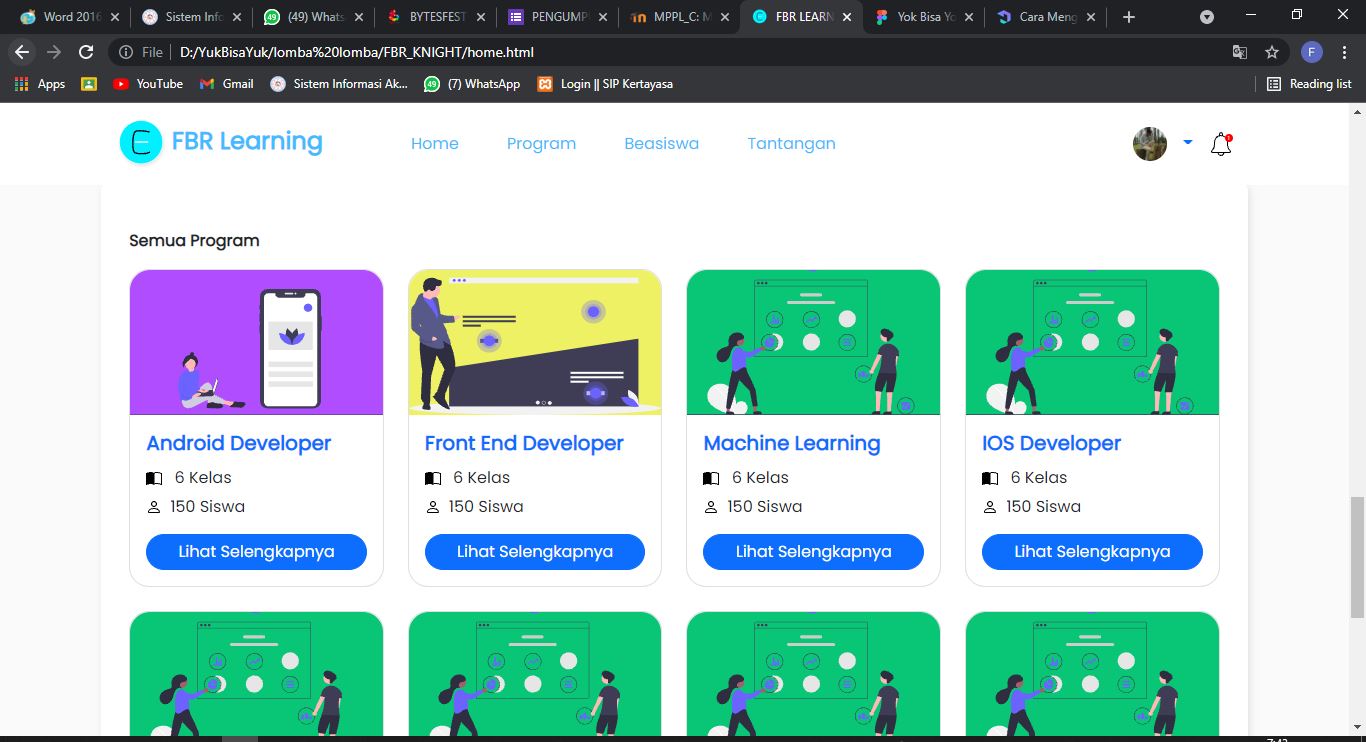 Word 2016
Sistem Info
(49) Whats
BYTESFEST
PENGUMP
MPPL_C: M
FBR LEARN
Yok Bisa Yo
Cara Meng
File
D:/YukBisaYuk/lomba%20lomba/FBR_KNIGHT/home.html
F
Apps
YouTube
Gmail
49
Sistem Informasi Ak...
(7) WhatsApp
Login || SIP Kertayasa
Reading list
FBR Learning
Home
Program
Beasiswa
Tantangan
Semua Program
Android Developer
6 Kelas
150 Siswa
Lihat Selengkapnya
Front End Developer
6 Kelas
150 Siswa
Lihat Selengkapnya
Machine Learning
6 Kelas
150 Siswa
Lihat Selengkapnya
IOS Developer
6 Kelas
150 Siswa
Lihat Selengkapnya